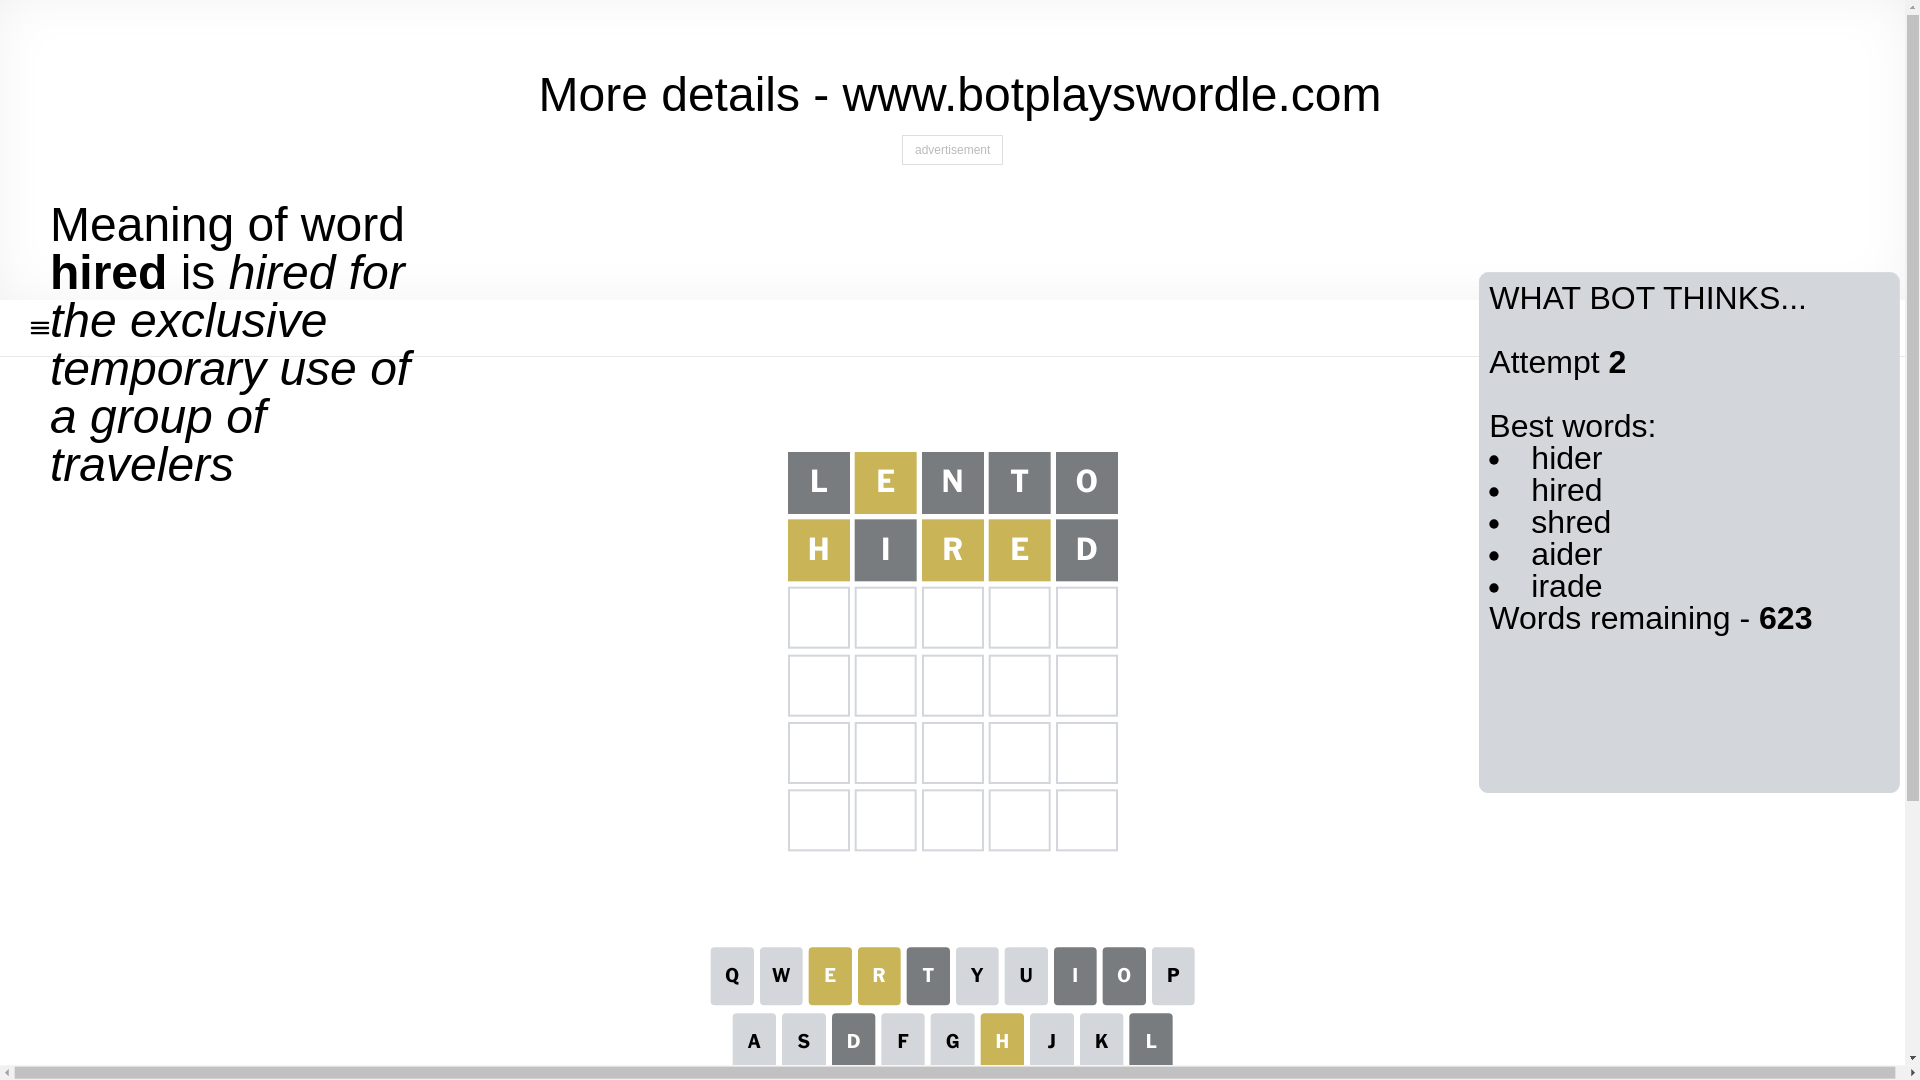 More details - www.botplayswordle.com
advertisement
Meaning of word
hired is hired for
the exclusive
temporary use of
a group of
travelers
WHAT BOT THINKS...
Attempt 2
Best words:
hider
hired
shred
aider
irade
Words remaining - 623
L E N T O
H I R E D
Q W E R T Y U I O P
A S D F G H J K L